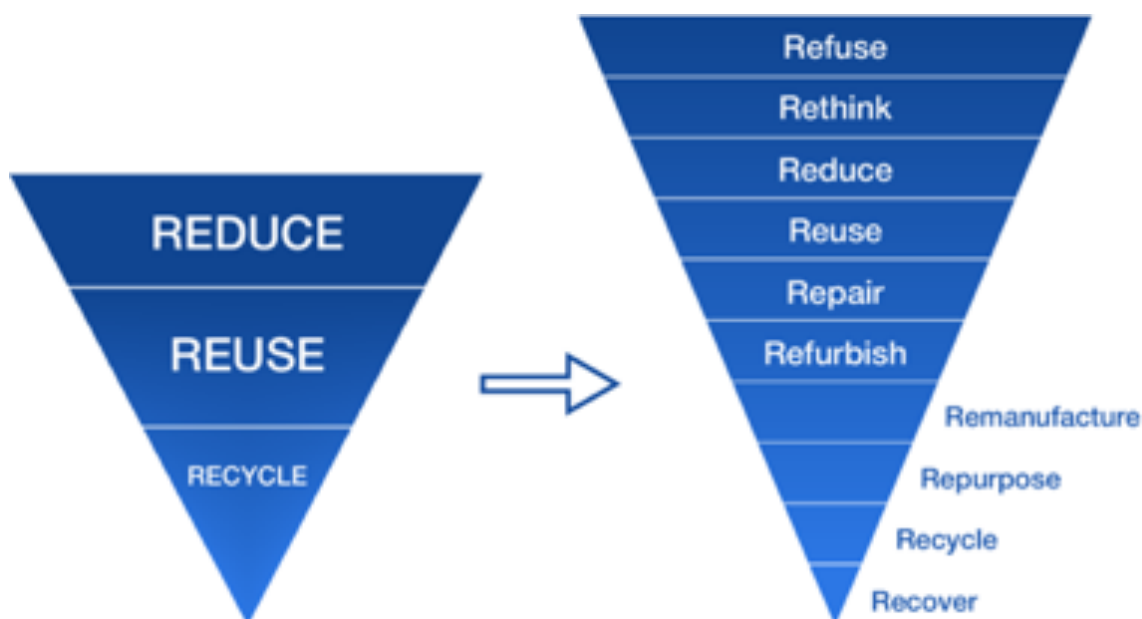 REDUCE
REUSE
RECYCLE
Refuse
Rethink
Reduce
Reuse
Repair
Refurbish
Remanufacture
Repurpose
Recycle
Recover